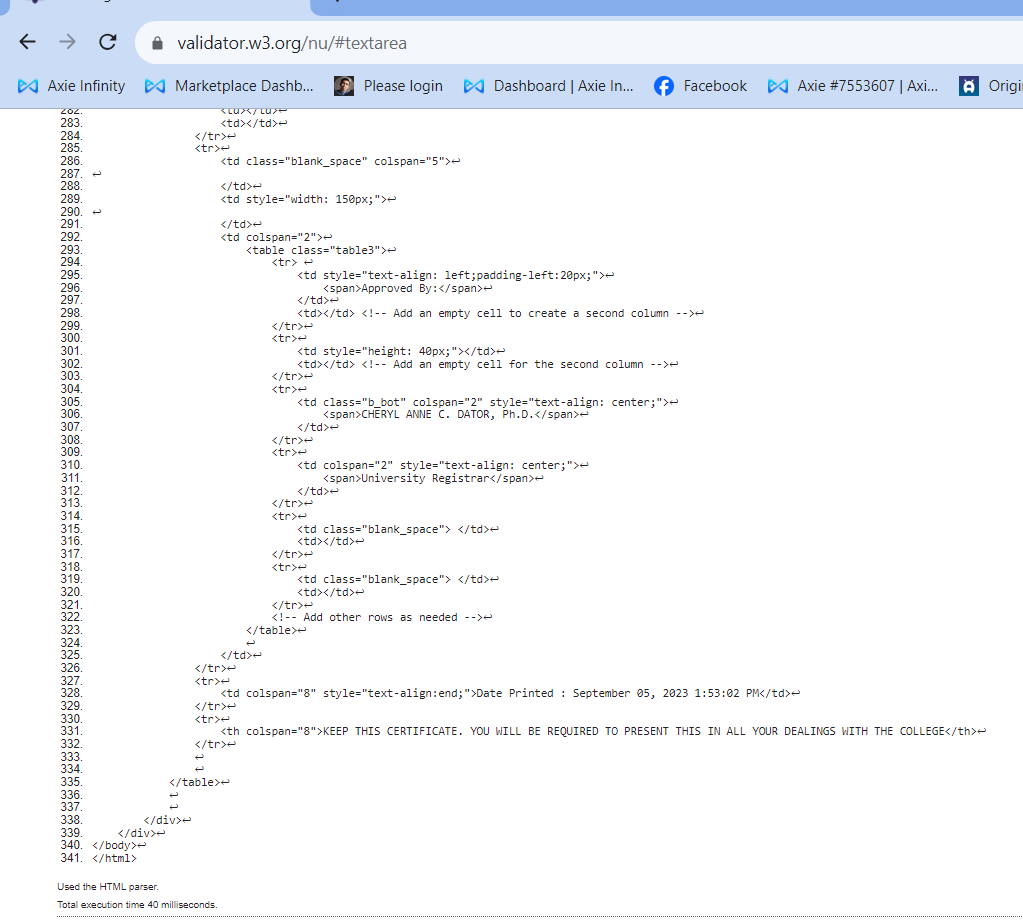 validator.w3.org/nu/#textarea
Axie Infinity Marketplace Dashb... Please login Dashboard | Axie In... Facebook Axie #7553607 | Axi... Origi
282. <td></td>↩
283. <td></td>↩
284. </tr>↩
285. <tr>↩
286. <td class="blank_space" colspan="5">↩
287. ↩
288. </td>↩
289. <td style="width: 150px;">↩
290. ↩
291. </td>↩
292. <td colspan="2">↩
293. <table class="table3">↩
294. <tr> ↩
295. <td style="text-align: left;padding-left:20px;">↩
296. <span>Approved By:</span>↩
297. </td>↩
298. <td></td> <!-- Add an empty cell to create a second column -->↩
299. </tr>↩
300. <tr>↩
301. <td style="height: 40px;"></td>↩
302. <td></td> <!-- Add an empty cell for the second column -->↩
303. </tr>↩
304. <tr>↩
305. <td class="b_bot" colspan="2" style="text-align: center;">↩
306. <span>CHERYL ANNE C. DATOR, Ph.D.</span>↩
307. </td>↩
308. </tr>↩
309. <tr>↩
310. <td colspan="2" style="text-align: center;">↩
311. <span>University Registrar</span>↩
312. </td>↩
313. </tr>↩
314. <tr>↩
315. <td class="blank_space"> </td>↩
316. <td></td>↩
317. </tr>↩
318. <tr>↩
319. <td class="blank_space"> </td>↩
320. <td></td>↩
321. </tr>↩
322. <!-- Add other rows as needed -->↩
323. </table>↩
324. ↩
325. </td>↩
326. </tr>↩
327. <tr>↩
328. <td colspan="8" style="text-align:end;">Date Printed : September 05, 2023 1:53:02 PM</td>↩
329. </tr>↩
330. <tr>↩
331. <th colspan="8">KEEP THIS CERTIFICATE. YOU WILL BE REQUIRED TO PRESENT THIS IN ALL YOUR DEALINGS WITH THE COLLEGE</th>↩
332. </tr>↩
333. ↩
334. ↩
335. </table>↩
336. ↩
337. ↩
338. </div>↩
339. </div>↩
340. </body>↩
341. </html>
Used the HTML parser.
Total execution time 40 milliseconds.